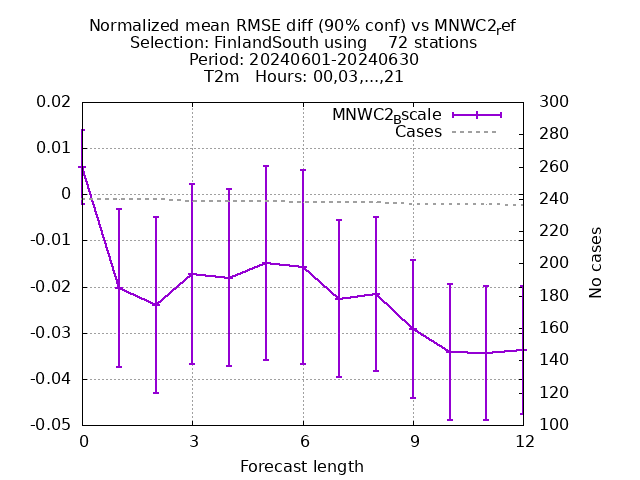 Normalized mean RMSE diff (90% conf) vs MNWC2_ref
Selection: FinlandSouth using 72 stations
Period: 20240601-20240630
T2m Hours: 00,03,...,21
MNWC2_Bscale
Cases
0.02
0.01
0
-0.01
-0.02
-0.03
-0.04
-0.05
300
280
260
240
220
200
180
160
140
120
100
No cases
0 3 6 9 12
Forecast length